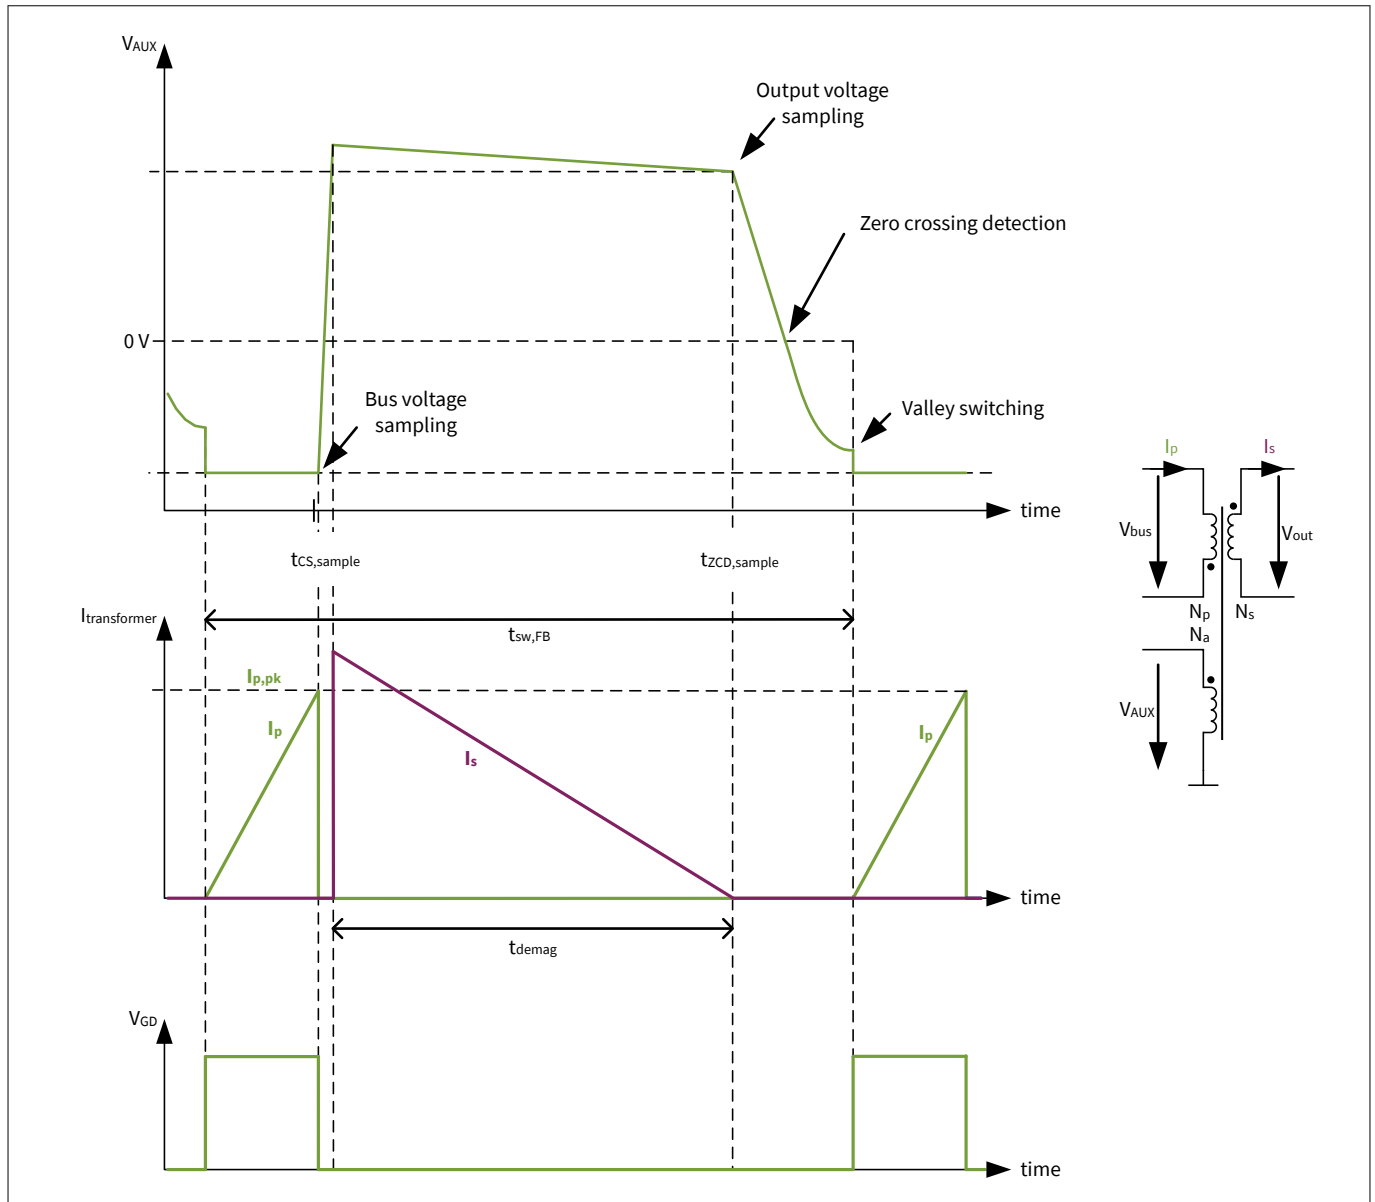 VAUX
Output voltage
sampling
Zero crossing detection
0 V
Bus voltage
sampling
Valley switching
time
tCS,sample
tZCD,sample
Ip
Is
Vbus
Vout
Np
Ns
Na
VAUX
Itransformer
tsw,FB
Ip,pk
Ip
Is
Ip
time
tdemag
VGD
time